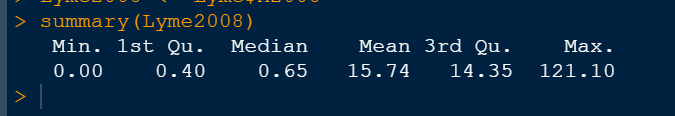 > summary(Lyme2008)
Min. 1st Qu. Median Mean 3rd Qu. Max.
0.00 0.40 0.65 15.74 14.35 121.10
>